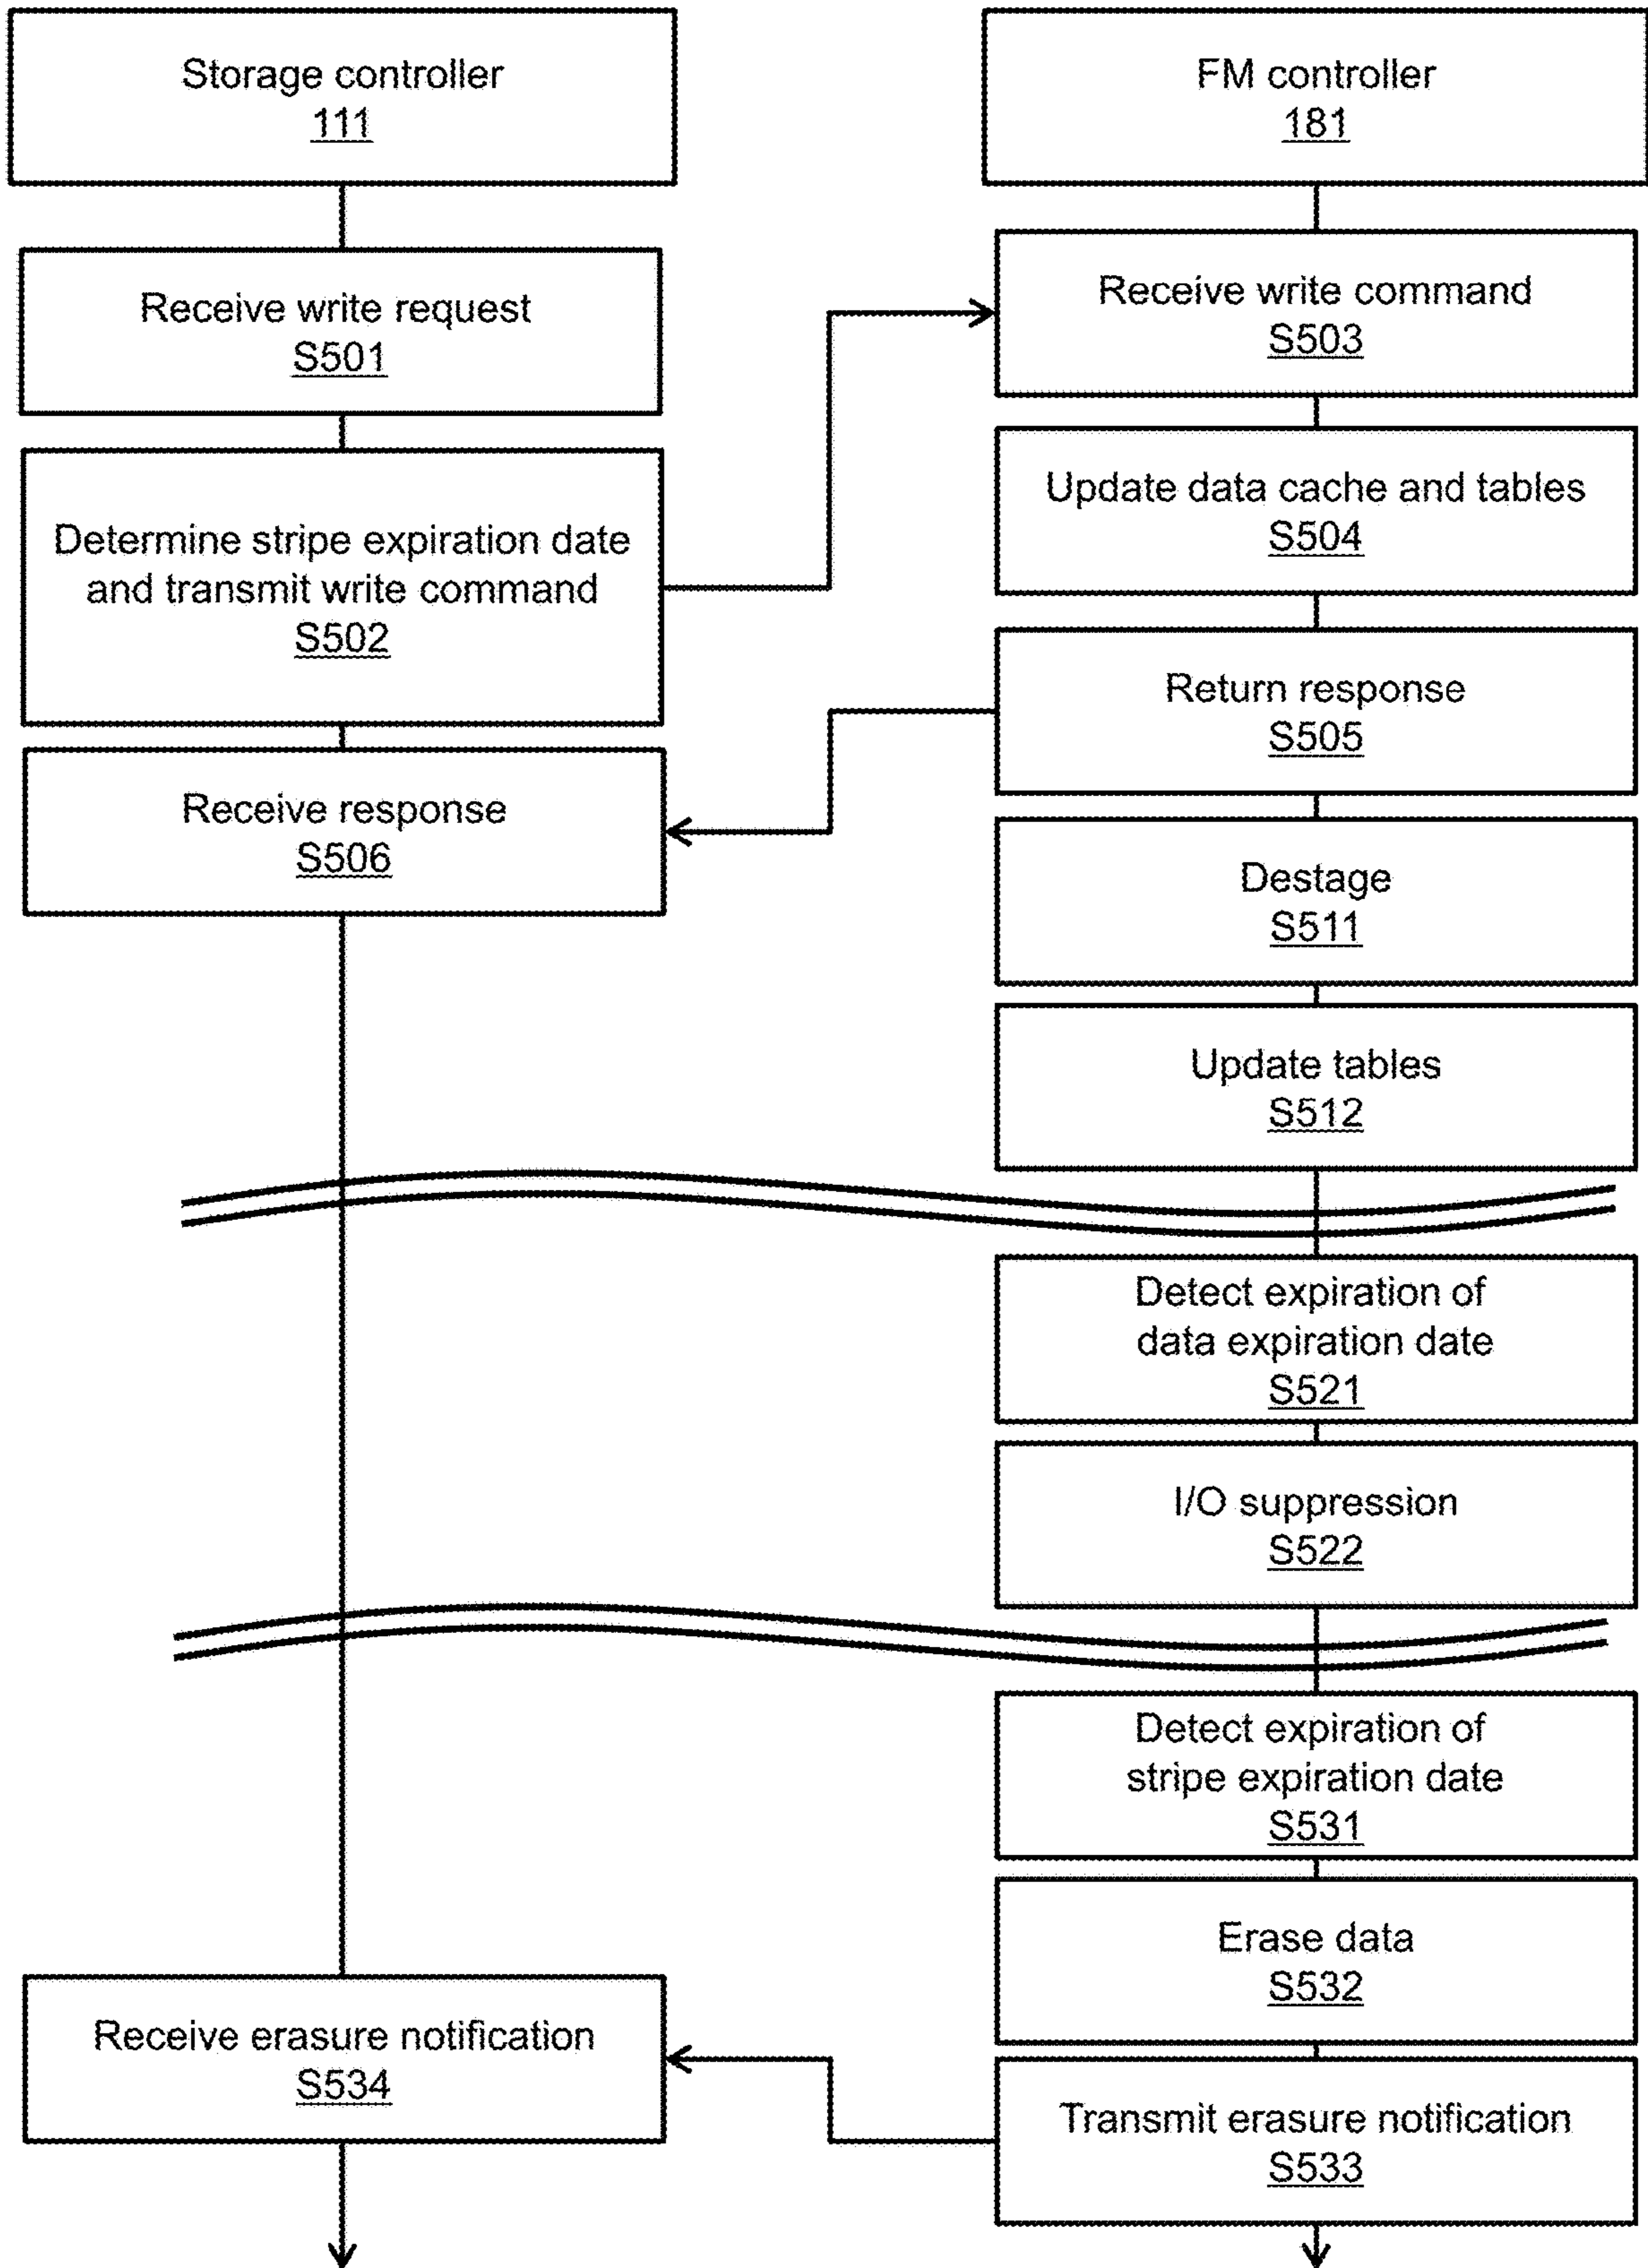 Storage controller
111
FM controller
181
Receive write request
S501
Receive write command
S503
Determine stripe expiration date
and transmit write command
S502
Update data cache and tables
S504
Return response
S505
Receive response
S506
Destage
S511
Update tables
S512
Detect expiration of
data expiration date
S521
I/O suppression
S522
Detect expiration of
stripe expiration date
S531
Erase data
S532
Receive erasure notification
S534
Transmit erasure notification
S533